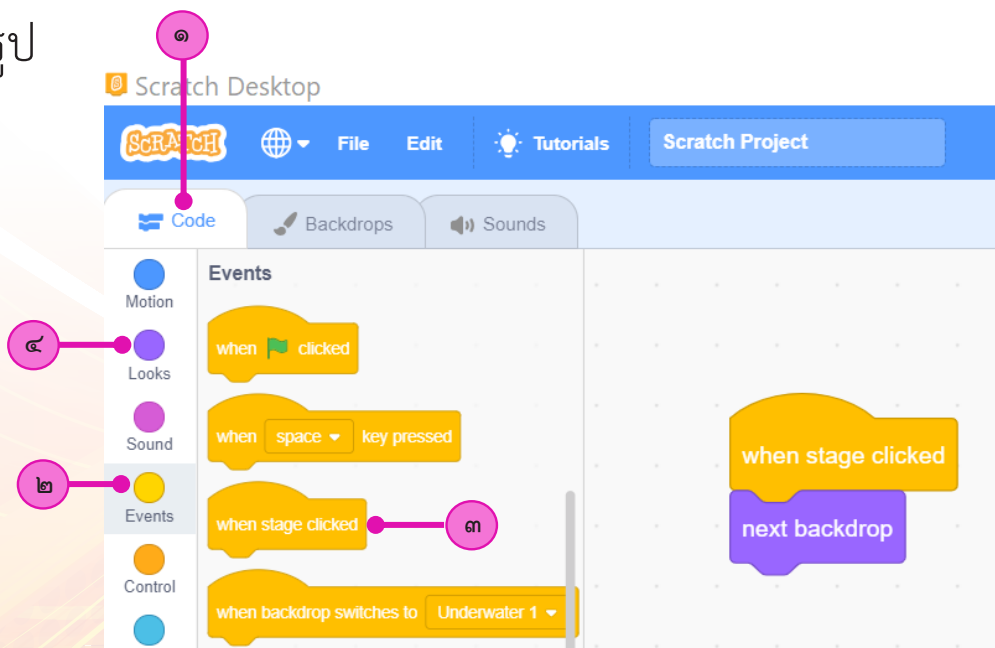 รูป
๑
Scratch Desktop
SCRATCH File Edit Tutorials Scratch Project
Code Backdrops Sounds
Events
Motion
when clicked
๔
Looks
when space key pressed
Sound
when stage clicked
next backdrop
๒
Events
when stage clicked
๓
Control
when backdrop switches to Underwater 1